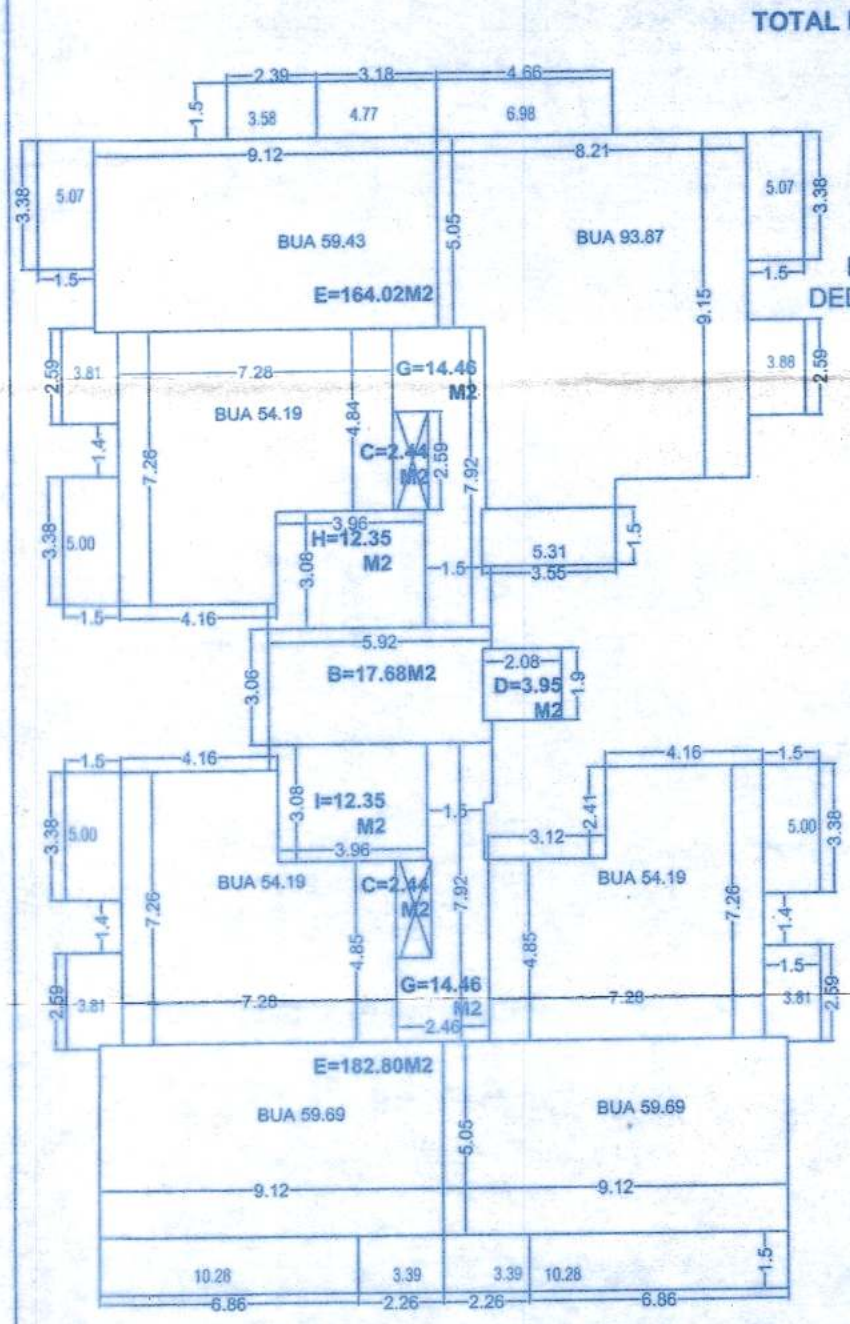 TOTAL
2.39 3.18 4.66
1.5 3.58 4.77 6.98
9.12 8.21
3.38 5.07 5.07 3.38
BUA 59.43 5.05 BUA 93.87
1.5 1.5
E=164.02M2 9.15
DED
2.59 3.81 7.28 G=14.46 3.88 2.59
M2
BUA 54.19 4.84
1.4 7.26 C=2.44 2.59 7.92
M2
3.38 5.00 3.96 1.5
H=12.35 5.31
3.08 M2 1.5 3.55
1.5 4.16
5.92
3.06 B=17.68M2 2.08
D=3.95 1.9
M2
1.5 4.16 4.16 1.5
3.08 I=12.35 1.5 2.41
M2
3.38 5.00 3.96 3.12 5.00 3.38
BUA 54.19 C=2.44 7.92 BUA 54.19
M2
1.4 7.26 4.85 4.85 7.26 1.4
G=14.46 1.5
2.59 3.81 7.28 M2 7.28 3.81 2.59
2.46
E=182.80M2
BUA 59.69 BUA 59.69
5.05
9.12 9.12
10.28 3.39 3.39 10.28 1.5
6.86 2.26 2.26 6.86